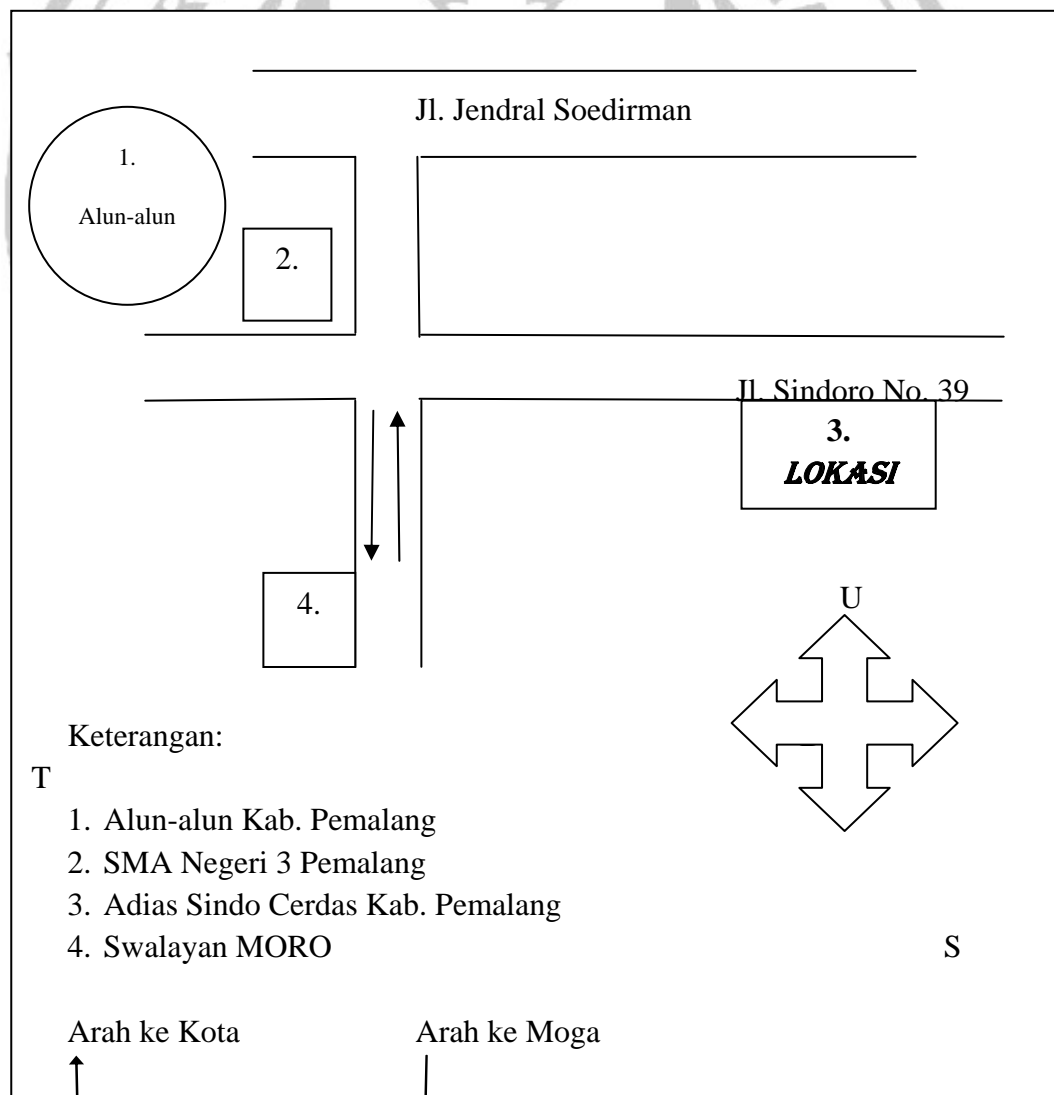 Jl. Jendral Soedirman
1.
Alun-alun
2.
Jl. Sindoro No. 39
3.
LOKASI
4.
U
Keterangan:
T
1. Alun-alun Kab. Pemalang
2. SMA Negeri 3 Pemalang
3. Adias Sindo Cerdas Kab. Pemalang
4. Swalayan MORO
S
Arah ke Kota
Arah ke Moga